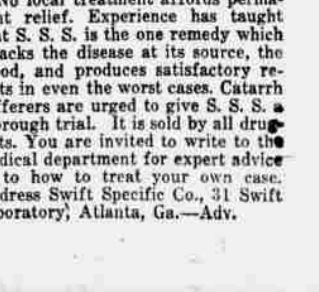 No local treatment affords perma-
nt relief. Experience has taught
at S. S. S. is the one remedy which
acks the disease at its source, the
od, and produces satisfactory re-
ts in even the worst cases. Catarrh
fferers are urged to give S. S. S. a
orough trial. It is sold by all drug-
ts. You are invited to write to the
dical department for expert advice
to how to treat your own case.
dress Swift Specific Co., 31 Swift
boratory, Atlanta, Ga.—Adv.